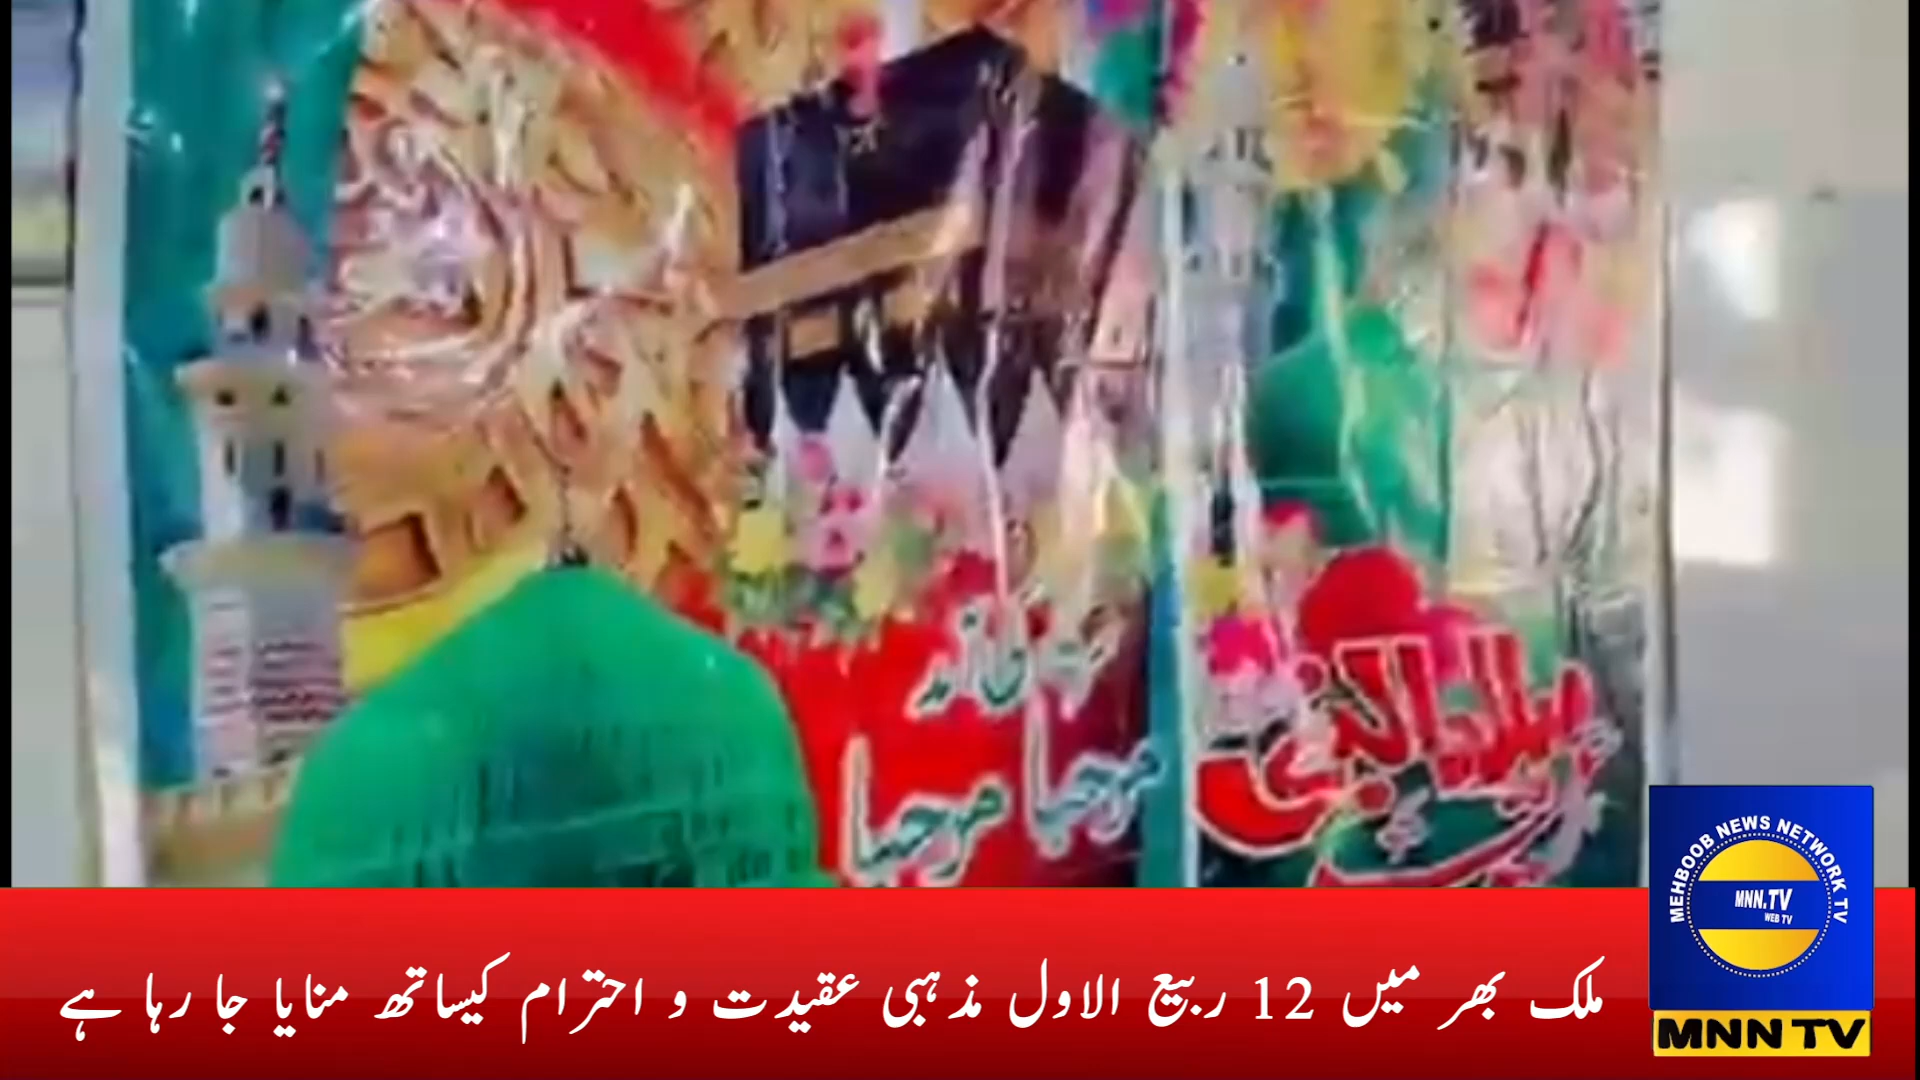 مرحبا مرحبا
MEHBOOB NEWS NETWORK TV
MNN.TV
WEB TV
MNN TV
ملک بھر میں 12 ربیع الاول مذہبی عقیدت و احترام کیساتھ منایا جا رہا ہے